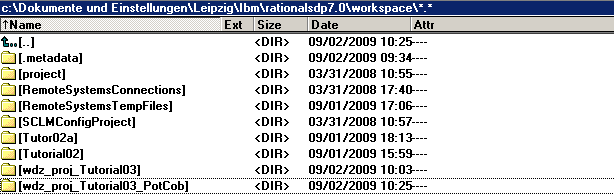 c:\Dokumente und Einstellungen\Leipzig\Ibm\rationalsdp7.0\workspace\*.*
↑Name Ext Size Date Attr
[..] <DIR> 09/02/2009 10:25----
[.metadata] <DIR> 09/02/2009 09:34----
[project] <DIR> 03/31/2008 10:55----
[RemoteSystemsConnections] <DIR> 03/31/2008 17:40----
[RemoteSystemsTempFiles] <DIR> 09/01/2009 17:06----
[SCLMConfigProject] <DIR> 03/31/2008 10:57----
[Tutor02a] <DIR> 09/01/2009 18:13----
[Tutorial02] <DIR> 09/01/2009 15:59----
[wdz_proj_Tutorial03] <DIR> 09/02/2009 10:03----
[wdz_proj_Tutorial03_PotCob] <DIR> 09/02/2009 10:25----